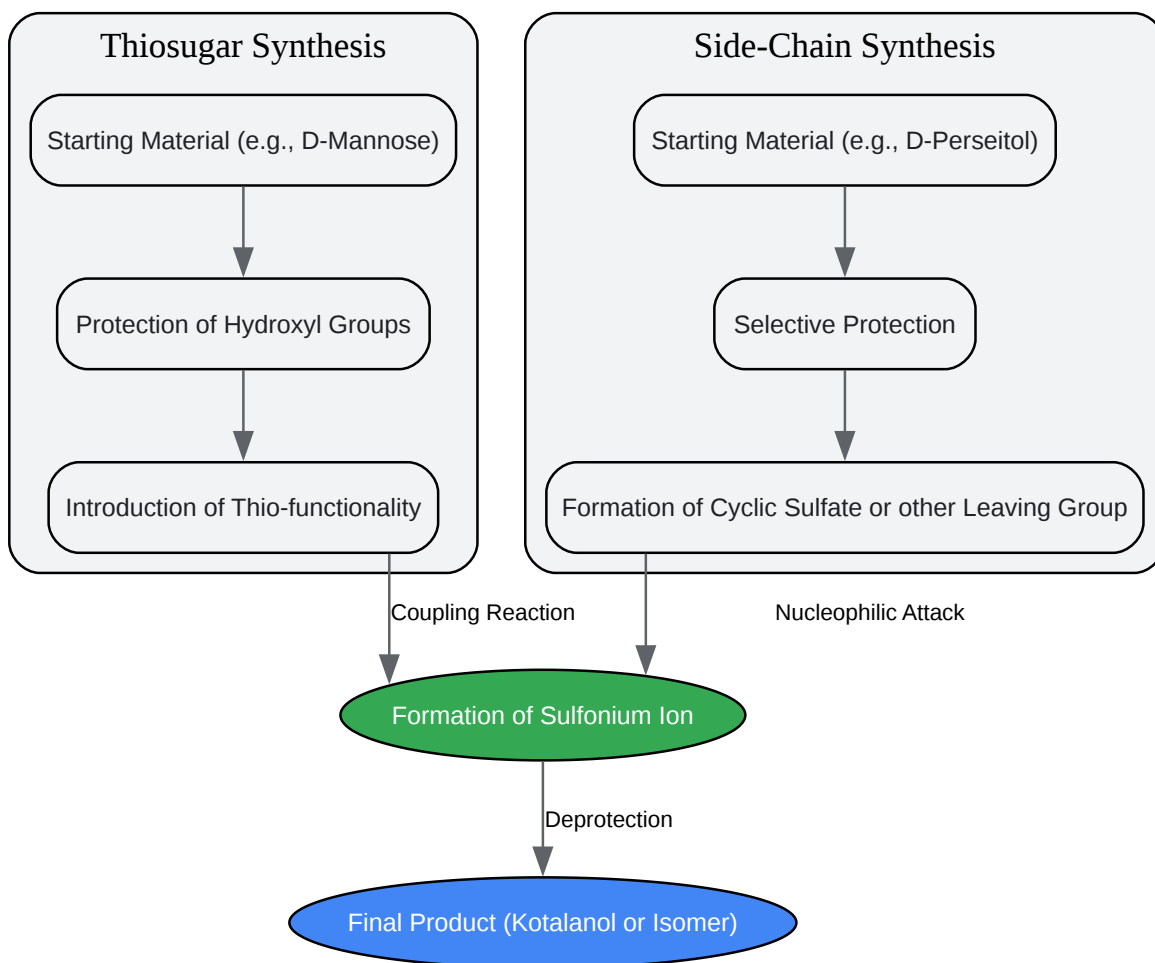 Thiosugar Synthesis
Starting Material (e.g., D-Mannose)
Protection of Hydroxyl Groups
Introduction of Thio-functionality
Side-Chain Synthesis
Starting Material (e.g., D-Perseitol)
Selective Protection
Formation of Cyclic Sulfate or other Leaving Group
Coupling Reaction
Nucleophilic Attack
Formation of Sulfonium Ion
Deprotection
Final Product (Kotalanol or Isomer)